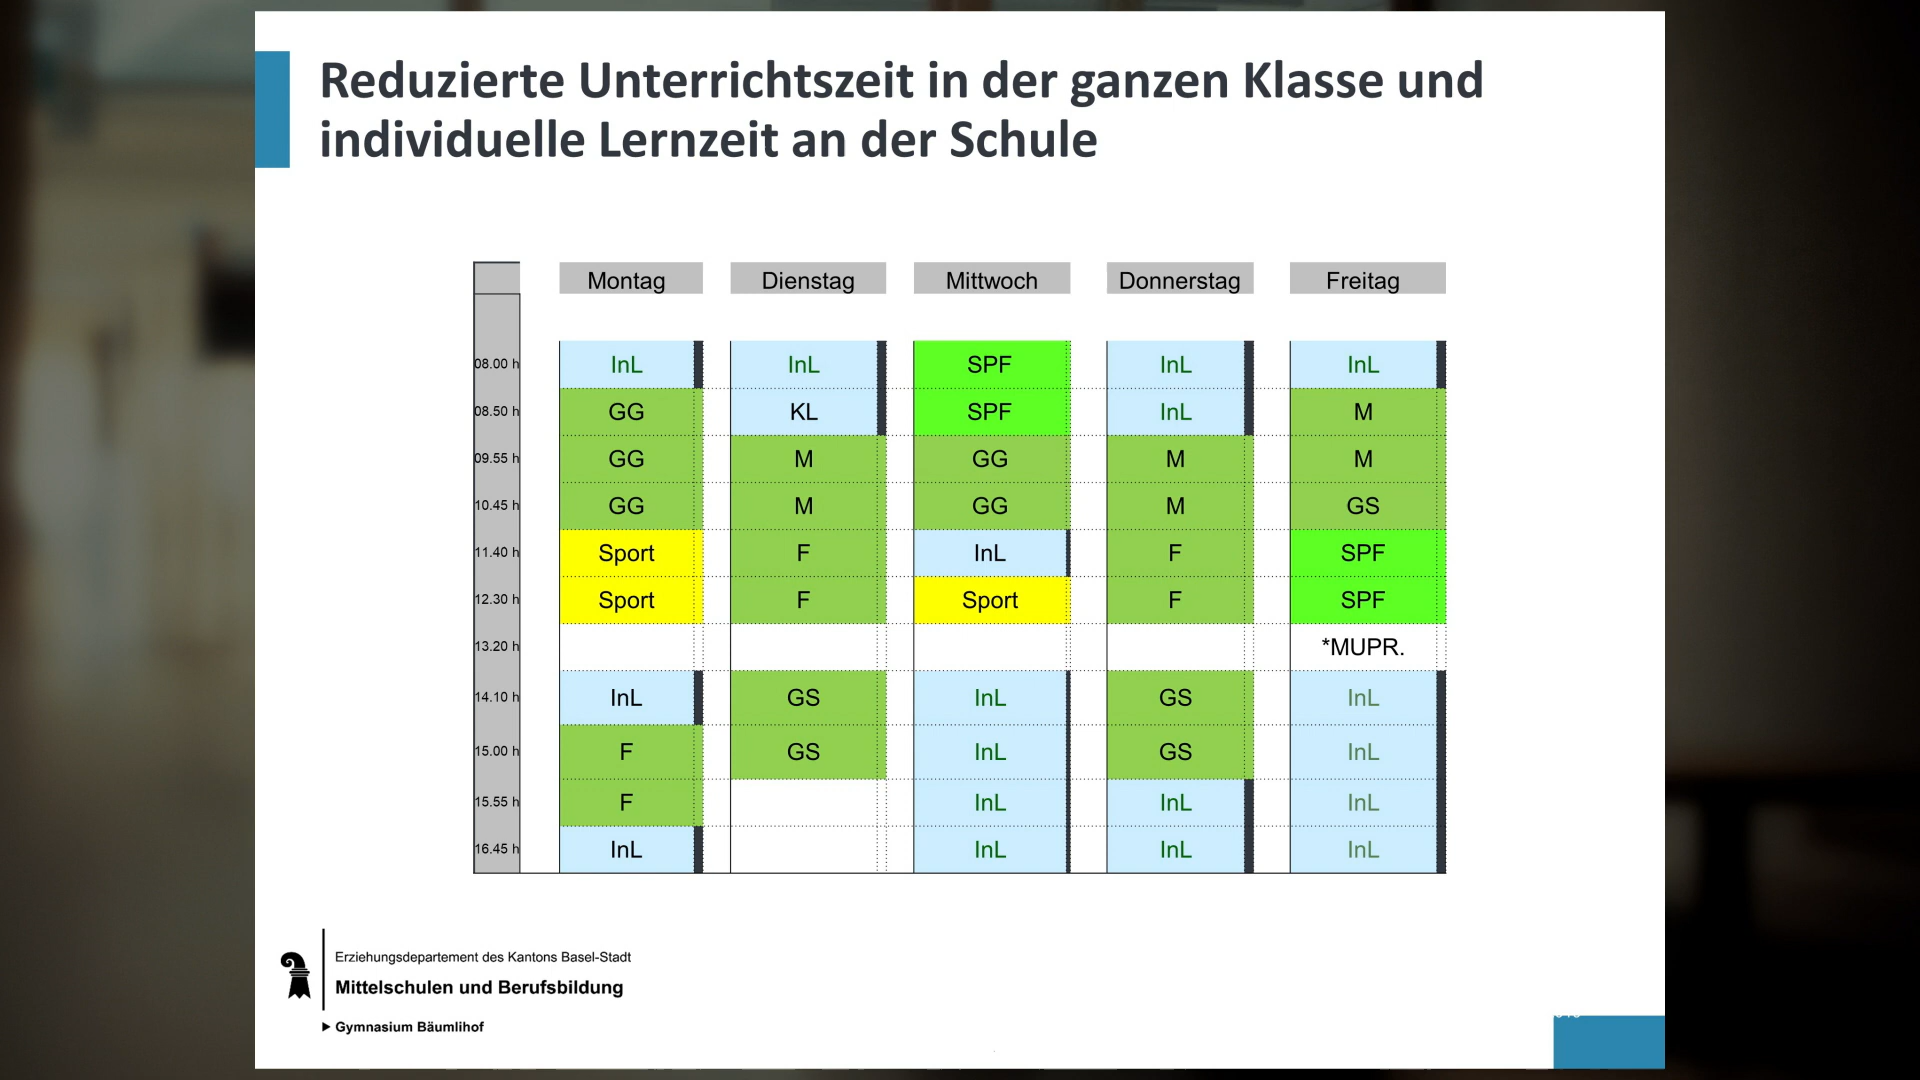 Reduzierte Unterrichtszeit in der ganzen Klasse und
individuelle Lernzeit an der Schule
Montag Dienstag Mittwoch Donnerstag Freitag
08.00 h InL InL SPF InL InL
08.50 h GG KL SPF InL M
09.55 h GG M GG M M
10.45 h GG M GG M GS
11.40 h Sport F InL F SPF
12.30 h Sport F Sport F SPF
13.20 h *MUPR.
14.10 h InL GS InL GS InL
15.00 h F GS InL GS InL
15.55 h F InL InL InL
16.45 h InL InL InL InL
Erziehungsdepartement des Kantons Basel-Stadt
Mittelschulen und Berufsbildung
Gymnasium Bäumlihof